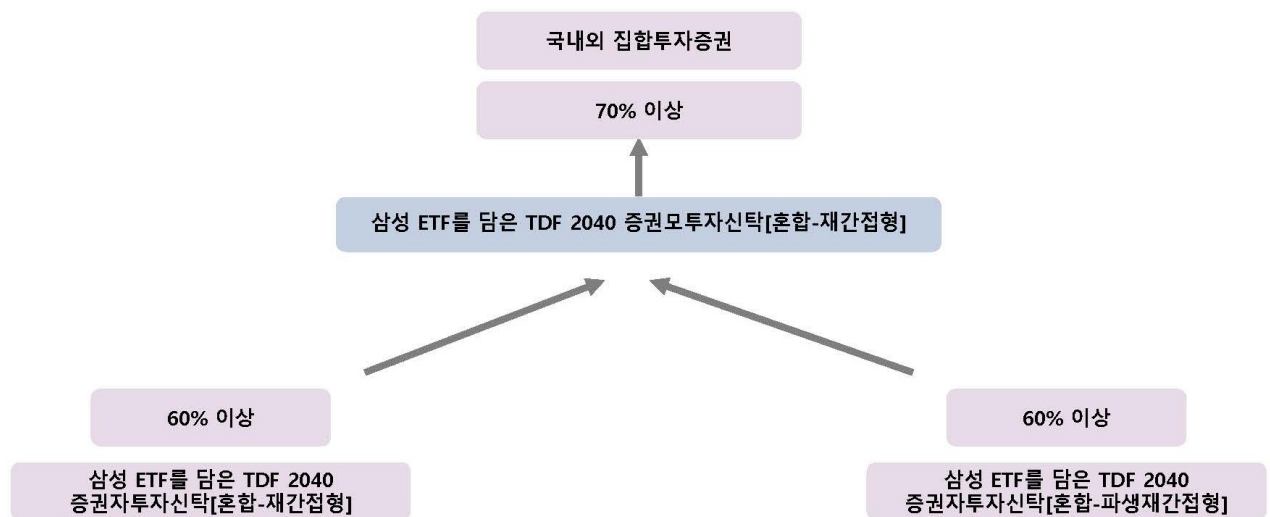 국내외 집합투자증권
70% 이상
삼성 ETF를 담은 TDF 2040 증권모투자신탁[혼합-재간접형]
60% 이상
60% 이상
삼성 ETF를 담은 TDF 2040
증권자투자신탁[혼합-재간접형]
삼성 ETF를 담은 TDF 2040
증권자투자신탁[혼합-파생재간접형]